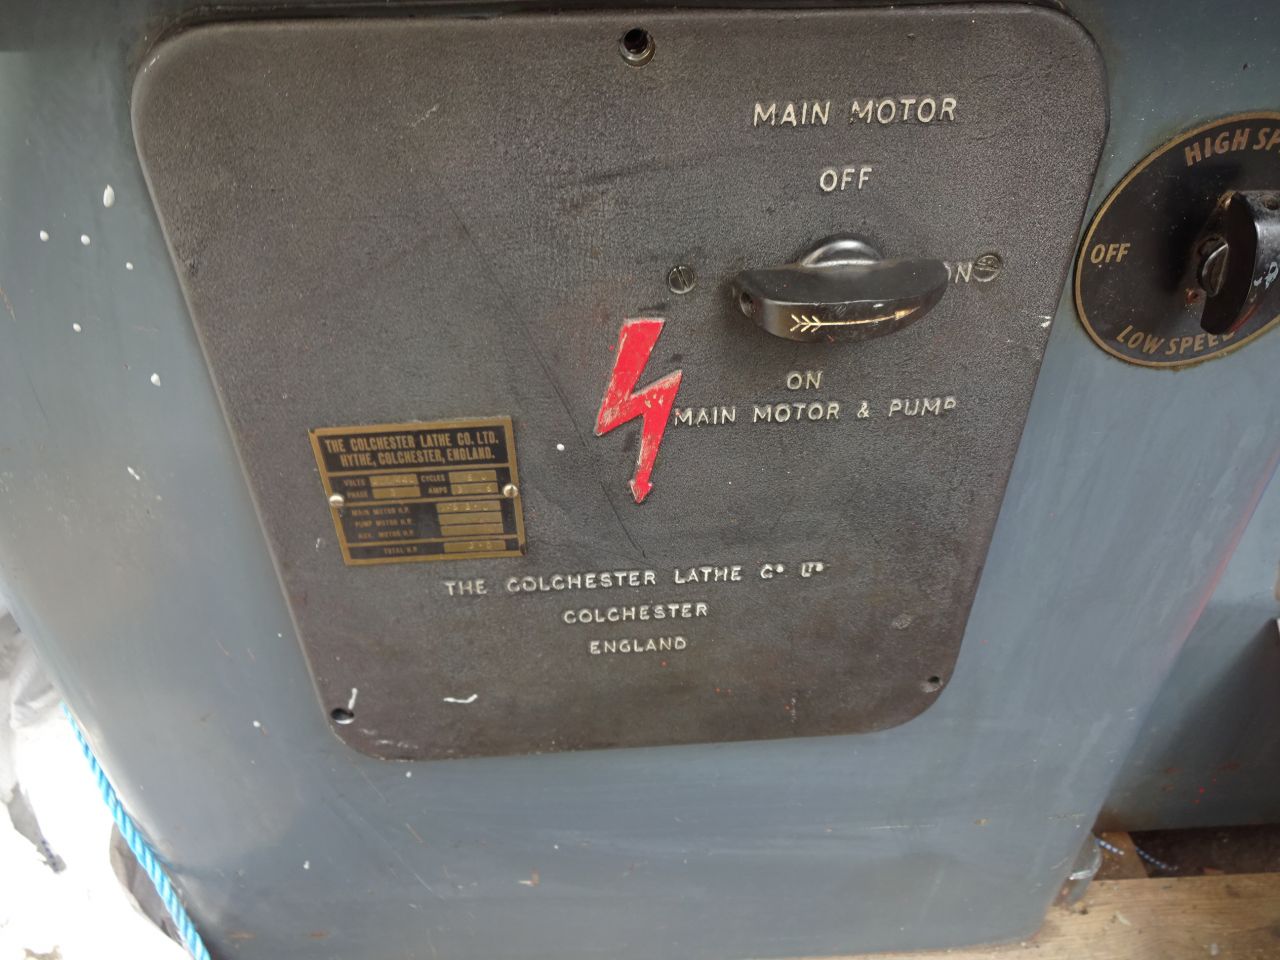 MAIN MOTOR
OFF
HIGH
OFF
LOW SPEED
ON
MAIN MOTOR & PUMP
THE COLCHESTER LATHE CO. LTD.
HYTHE, COLCHESTER, ENGLAND.
VOLTS CYCLES
PHASE AMPS
MAIN MOTOR H.P.
PUMP MOTOR H.P.
MOTOR H.P.
TOTAL H.P.
THE COLCHESTER LATHE Cº LTD
COLCHESTER
ENGLAND